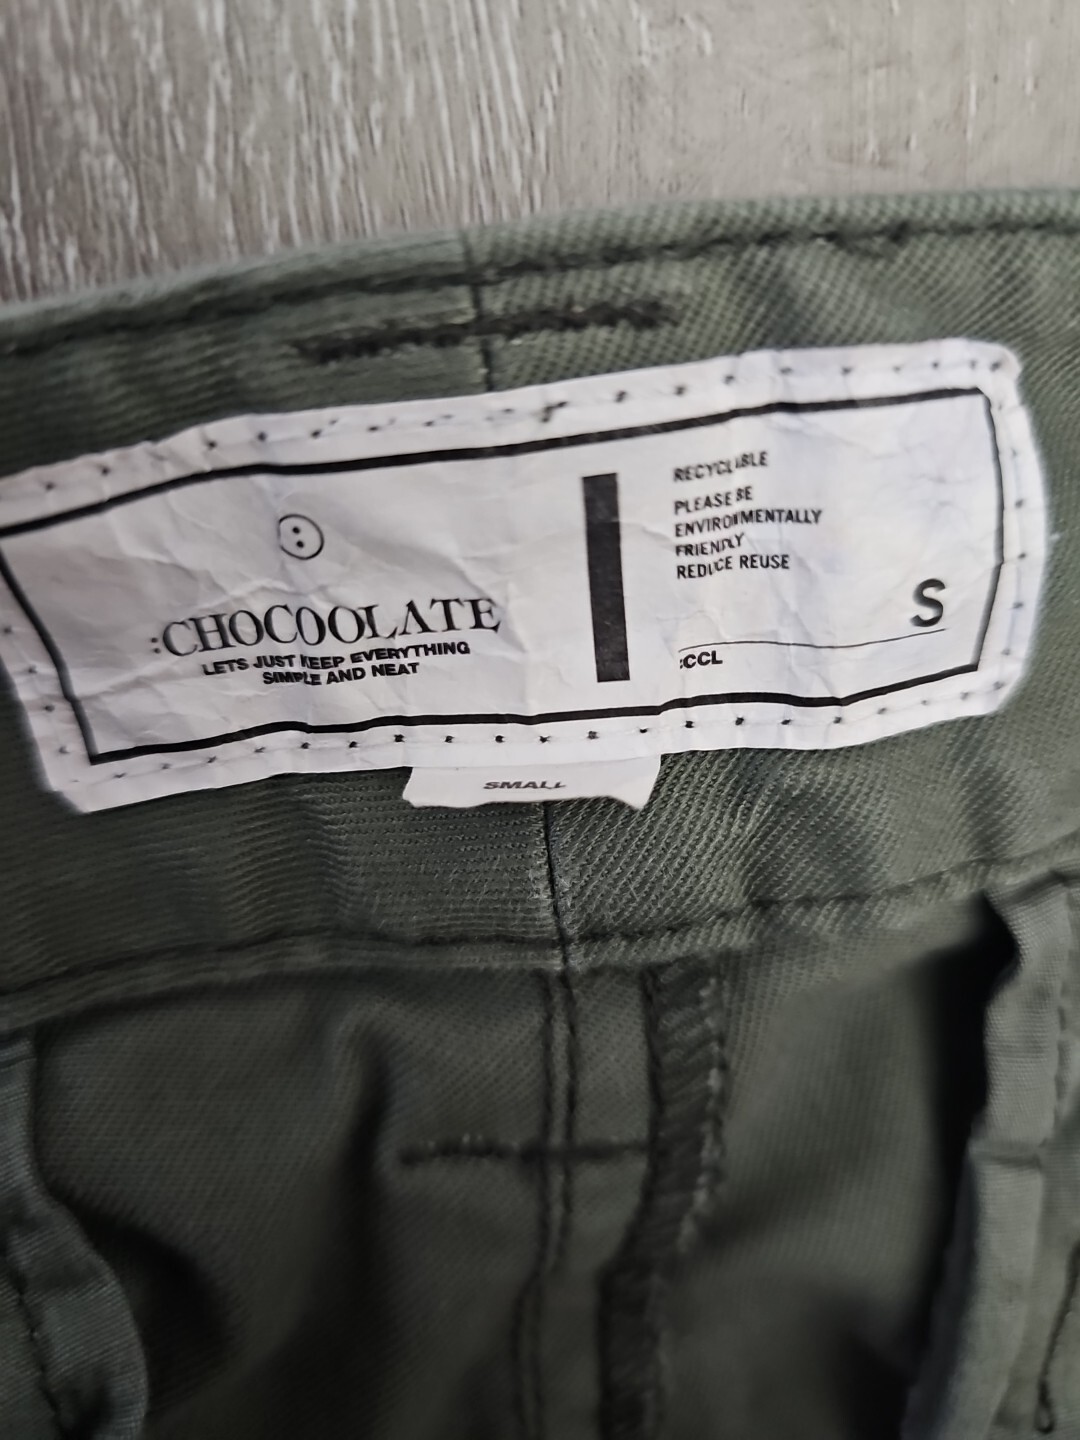 :CHOCOOLATE
LETS JUST KEEP EVERYTHING
SIMPLE AND NEAT
RECYCLABLE
PLEASE BE
ENVIRONMENTALLY
FRIENDLY
REDUCE REUSE
S
:CCL
SMALL